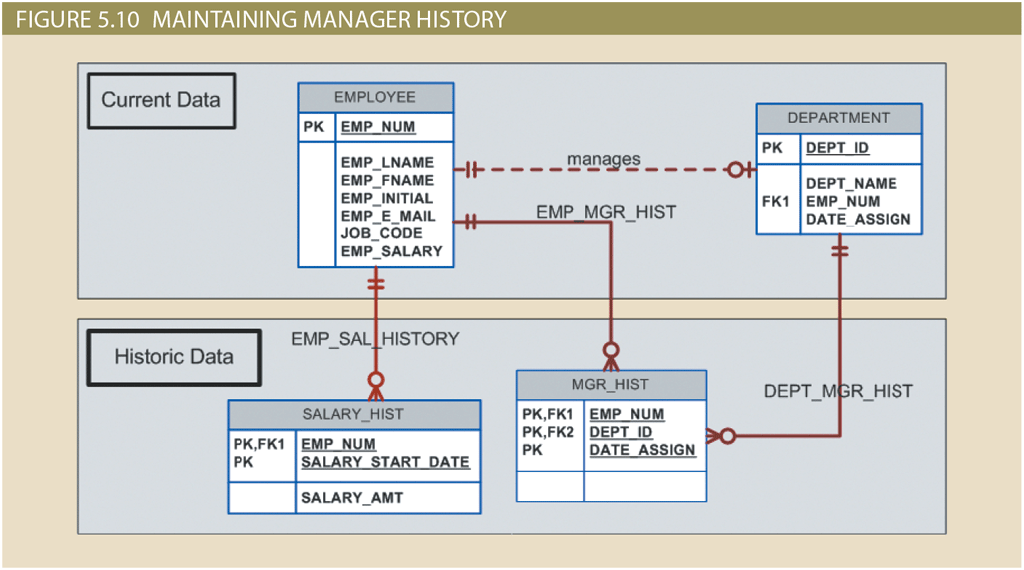 FIGURE 5.10 MAINTAINING MANAGER HISTORY
Current Data
EMPLOYEE
PK EMP_NUM
EMP_LNAME
EMP_FNAME
EMP_INITIAL
EMP_E_MAIL
JOB_CODE
EMP_SALARY
manages
EMP_MGR_HIST
DEPARTMENT
PK DEPT_ID
DEPT_NAME
FK1 EMP_NUM
DATE_ASSIGN
Historic Data
EMP_SAL_HISTORY
SALARY_HIST
PK,FK1 EMP_NUM
PK SALARY_START_DATE
SALARY_AMT
MGR_HIST
PK,FK1 EMP_NUM
PK,FK2 DEPT_ID
PK DATE_ASSIGN
DEPT_MGR_HIST